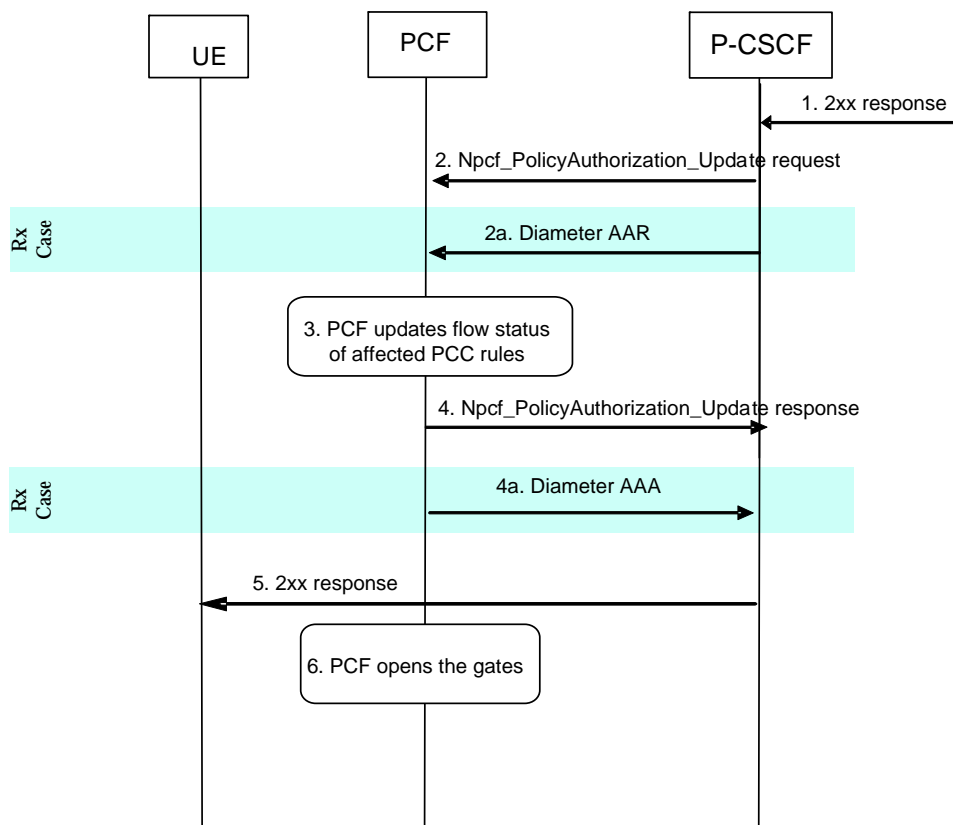 UE
PCF
P-CSCF
1. 2xx response
2. Npcf_PolicyAuthorization_Update request
Rx
Case
2a. Diameter AAR
3. PCF updates flow status
of affected PCC rules
4. Npcf_PolicyAuthorization_Update response
Rx
Case
4a. Diameter AAA
5. 2xx response
6. PCF opens the gates